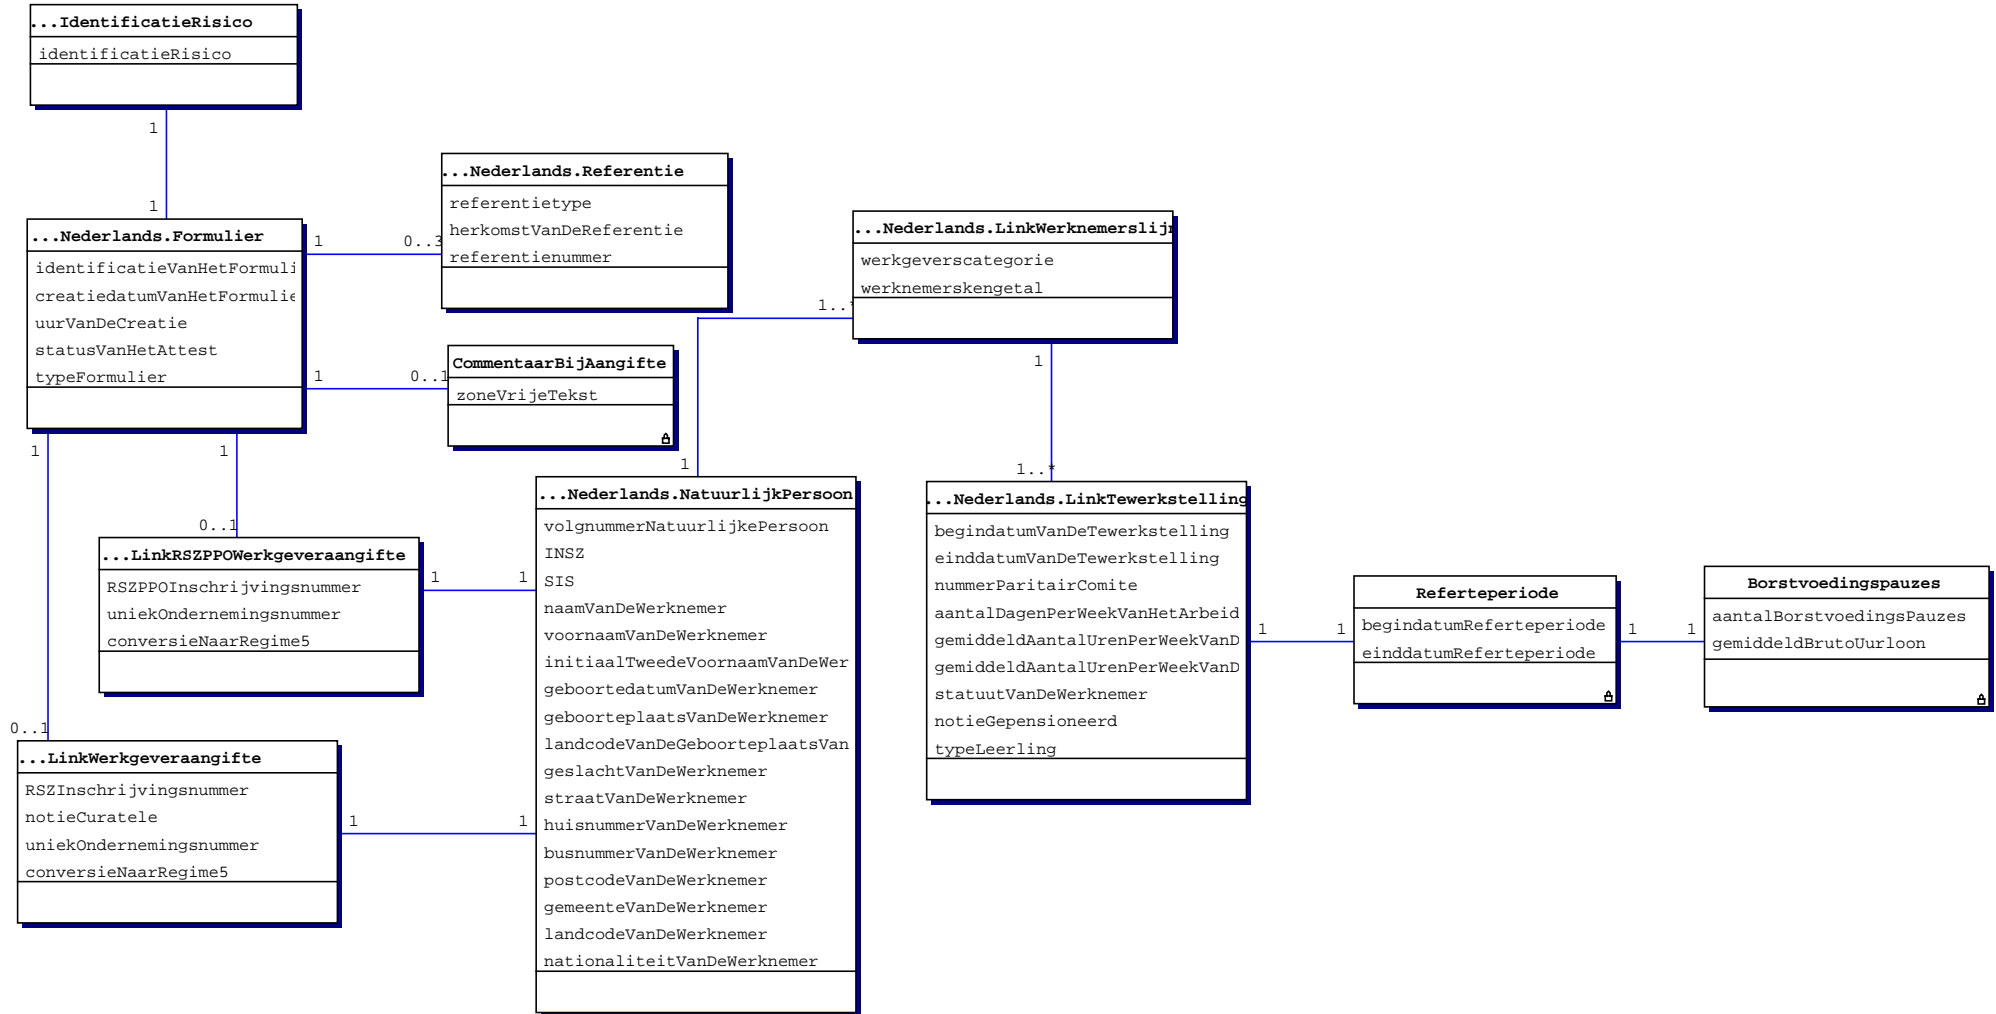 ...IdentificatieRisico
identificatieRisico
1
1
...Nederlands.Formulier
identificatieVanHetFormuli
creatiedatumVanHetFormulie
uurVanDeCreatie
statusVanHetAttest
typeFormulier
1
0..3
...Nederlands.Referentie
referentietype
herkomstVanDeReferentie
referentienummer
1
0..1
CommentaarBijAangifte
zoneVrijeTekst
1
0..1
1
0..1
...LinkRSZPPOWerkgeveraangifte
RSZPPOInschrijvingsnummer
uniekOndernemingsnummer
conversieNaarRegime5
1
1
...LinkWerkgeveraangifte
RSZInschrijvingsnummer
notieCuratele
uniekOndernemingsnummer
conversieNaarRegime5
1
1
...Nederlands.NatuurlijkPersoon
volgnummerNatuurlijkePersoon
INSZ
SIS
naamVanDeWerknemer
voornaamVanDeWerknemer
initiaalTweedeVoornaamVanDeWer
geboortedatumVanDeWerknemer
geboorteplaatsVanDeWerknemer
landcodeVanDeGeboorteplaatsVan
geslachtVanDeWerknemer
straatVanDeWerknemer
huisnummerVanDeWerknemer
busnummerVanDeWerknemer
postcodeVanDeWerknemer
gemeenteVanDeWerknemer
landcodeVanDeWerknemer
nationaliteitVanDeWerknemer
1
1..*
...Nederlands.LinkWerknemerslijn
werkgeverscategorie
werknemerskengetal
1
1..*
...Nederlands.LinkTewerkstelling
begindatumVanDeTewerkstelling
einddatumVanDeTewerkstelling
nummerParitairComite
aantalDagenPerWeekVanHetArbeid
gemiddeldAantalUrenPerWeekVanD
gemiddeldAantalUrenPerWeekVanD
statuutVanDeWerknemer
notieGepensioneerd
typeLeerling
1
1
Referteperiode
begindatumReferteperiode
einddatumReferteperiode
1
1
Borstvoedingspauzes
aantalBorstvoedingsPauzes
gemiddeldBrutoUurloon